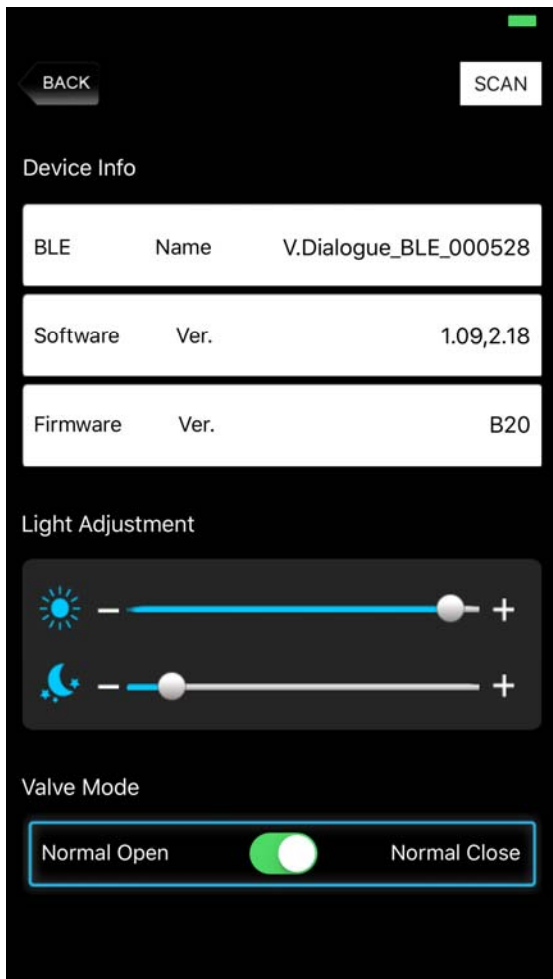 BACK
SCAN
Device Info
BLE Name V.Dialogue_BLE_000528
Software Ver. 1.09,2.18
Firmware Ver. B20
Light Adjustment
− +
− +
Valve Mode
Normal Open Normal Close